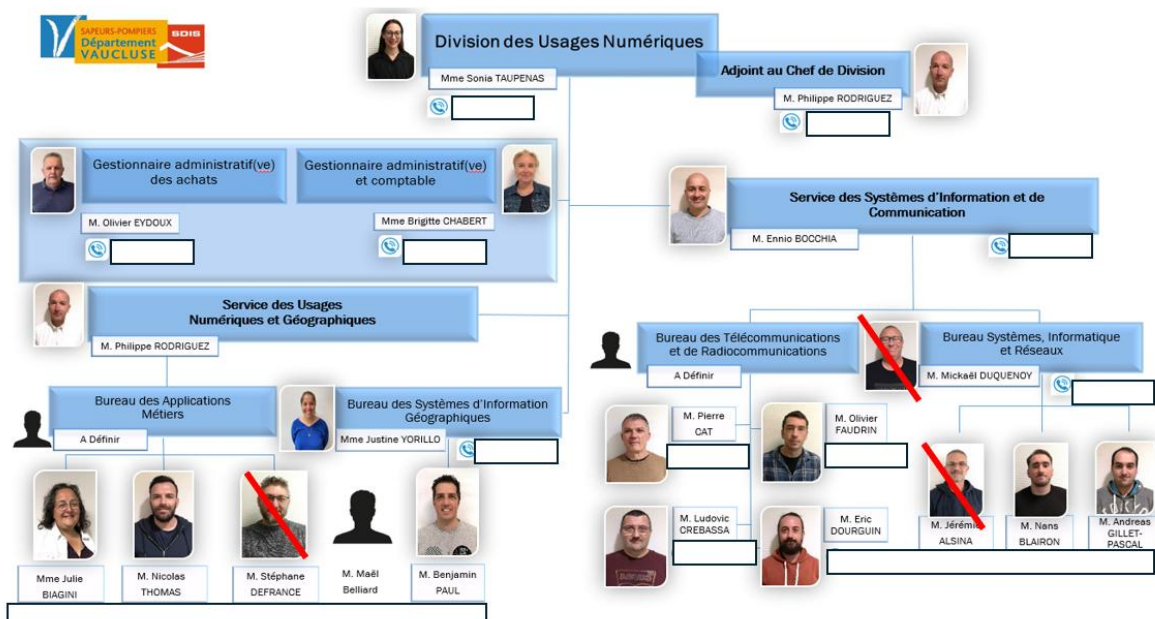 SAPEURS-POMPIERS
Département
VAUCLUSE
SDIS
Division des Usages Numériques
Mme Sonia TAUPENAS
Adjoint au Chef de Division
M. Philippe RODRIGUEZ
Gestionnaire administratif(ve)
des achats
M. Olivier EYDOUX
Gestionnaire administratif(ve)
et comptable
Mme Brigitte CHABERT
Service des Systèmes d'Information et de
Communication
M. Ennio BOCCHIA
Service des Usages
Numériques et Géographiques
M. Philippe RODRIGUEZ
Bureau des Télécommunications
et de Radiocommunications
A Définir
Bureau Systèmes, Informatique
et Réseaux
M. Mickaël DUQUENOY
Bureau des Applications
Métiers
A Définir
Bureau des Systèmes d'Information
Géographiques
Mme Justine YORILLO
M. Pierre
CAT
M. Olivier
FAUDRIN
M. Ludovic
CREBASSA
M. Eric
DOURGUIN
M. Jérémie
ALSINA
M. Nans
BLAIRON
M. Andreas
GILLET-
PASCAL
Mme Julie
BIAGINI
M. Nicolas
THOMAS
M. Stéphane
DEFRANCE
M. Maël
Belliard
M. Benjamin
PAUL